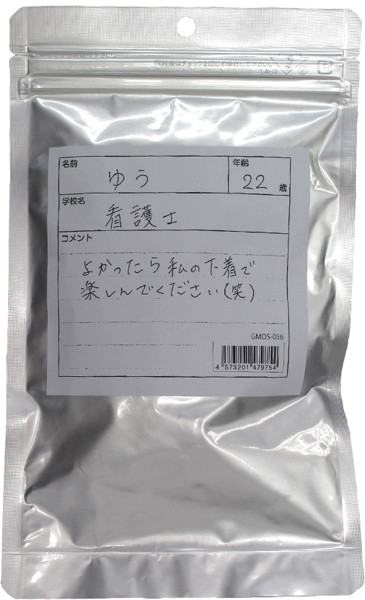 名前 ゆう 年齢 22 歳
学校名 看護士
コメント
よかったら私の下着で
楽しんでください(笑)
GMDS-056
4 573201 479754